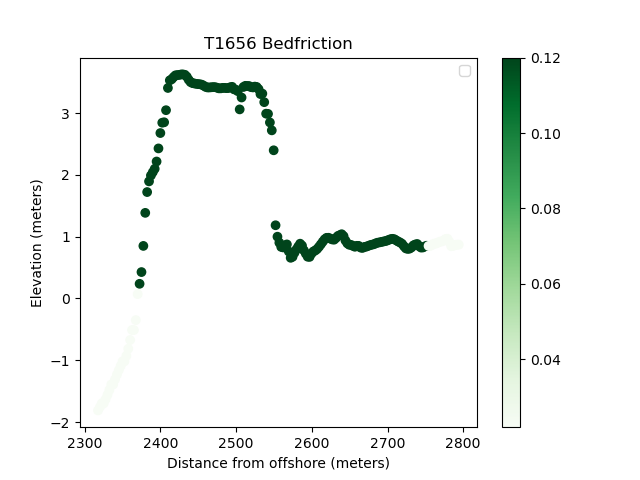 T1656 Bedfriction
Elevation (meters)
3
2
1
0
−1
−2
2300 2400 2500 2600 2700 2800
Distance from offshore (meters)
0.12
0.10
0.08
0.06
0.04